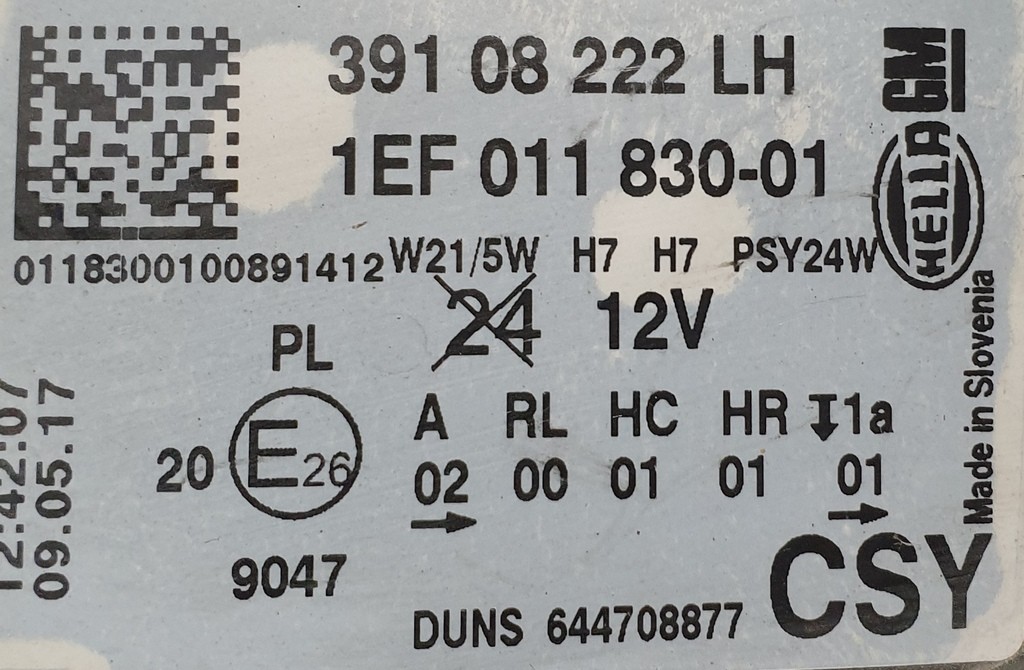 391 08 222 LH
1EF 011 830-01
GM
HELLA
0118300100891412
W21/5W H7 H7 PSY24W
24 12V
PL
A RL HC HR 1a
20 E26 02 00 01 01 01
9047
CSY
DUNS 644708877
Made in Slovenia
12:42:07
09.05.17